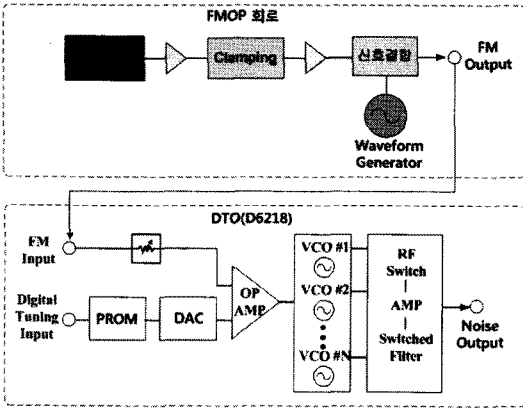 FMOP 회로
Clamping
신호결합
FM
Output
Waveform
Generator
DTO(D6218)
FM
Input
Digital
Tuning
Input
PROM
DAC
OP
AMP
VCO #1
VCO #2
VCO #N
RF
Switch
AMP
Switched
Filter
Noise
Output